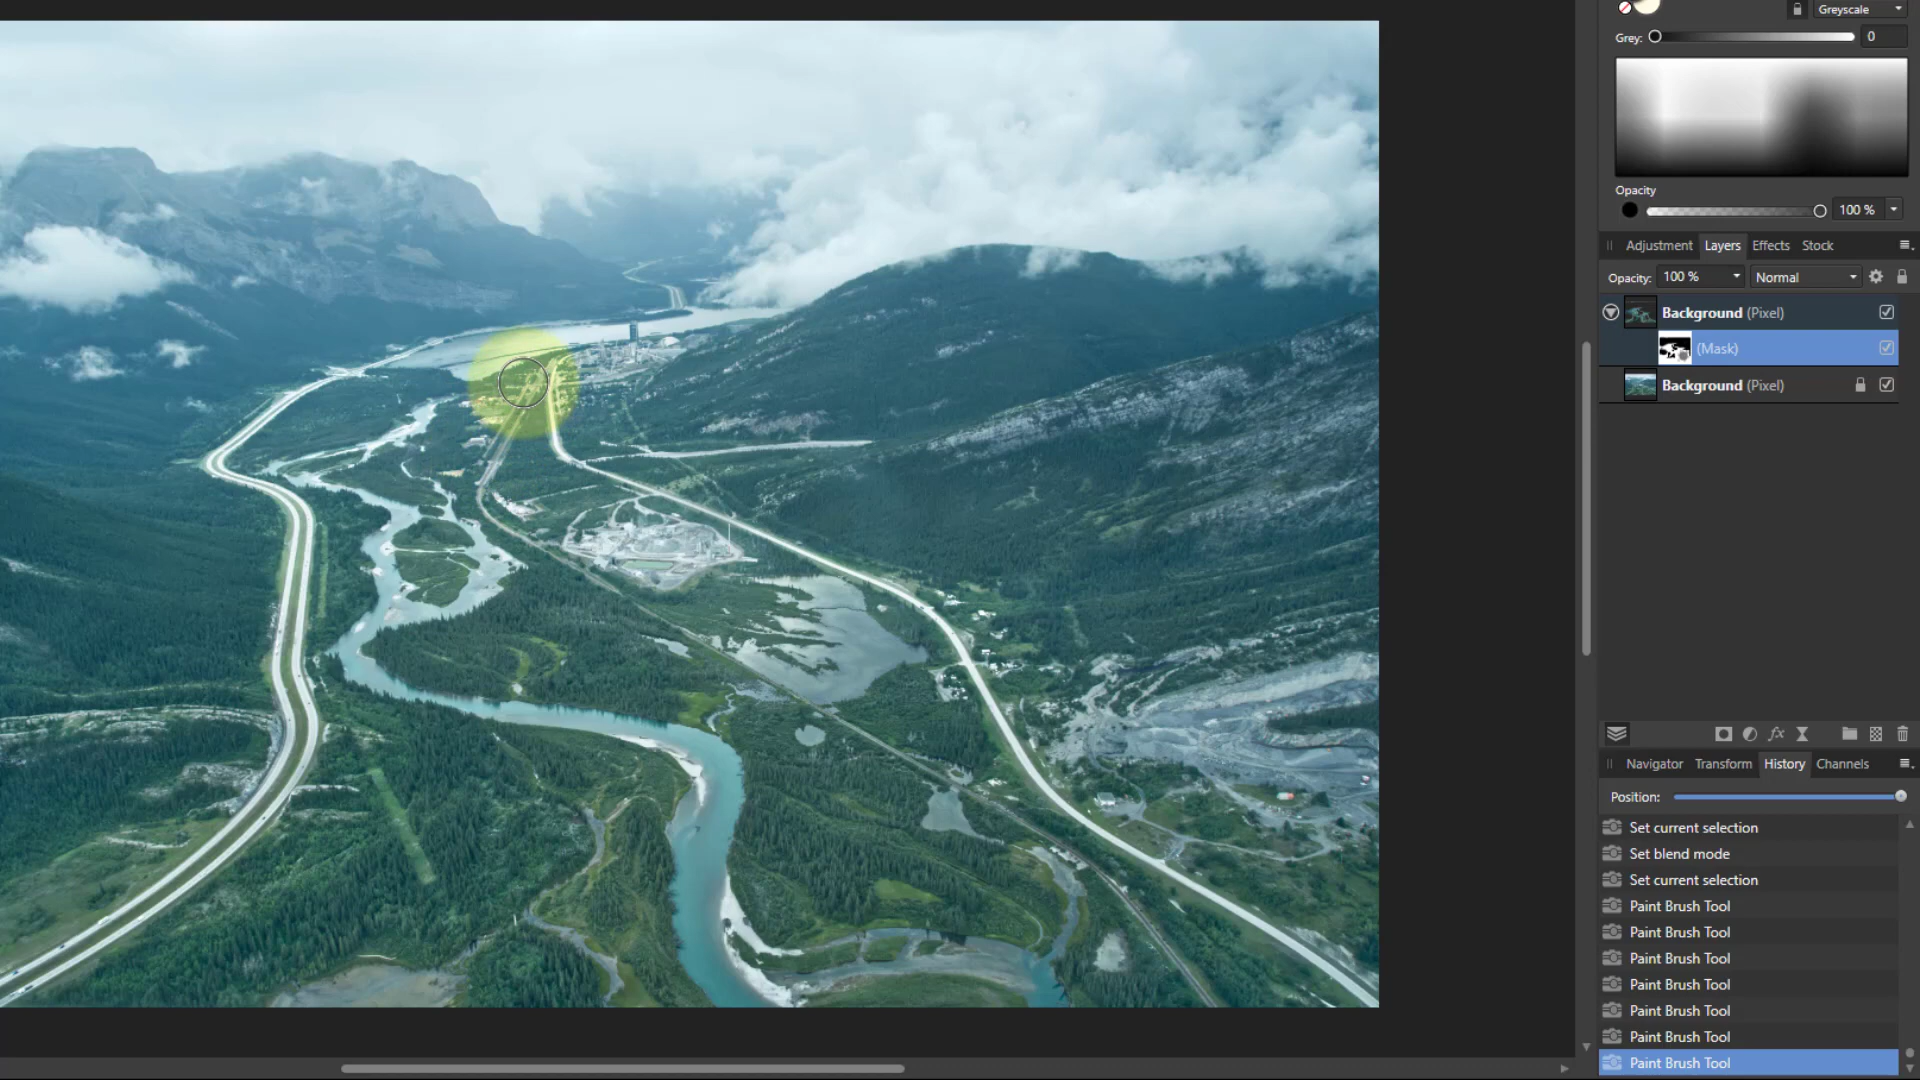 Greyscale
Grey: 0
Opacity
100 %
Adjustment Layers Effects Stock
Opacity: 100 % Normal
Background (Pixel)
(Mask)
Background (Pixel)
fx
Navigator Transform History Channels
Position:
Set current selection
Set blend mode
Set current selection
Paint Brush Tool
Paint Brush Tool
Paint Brush Tool
Paint Brush Tool
Paint Brush Tool
Paint Brush Tool
Paint Brush Tool